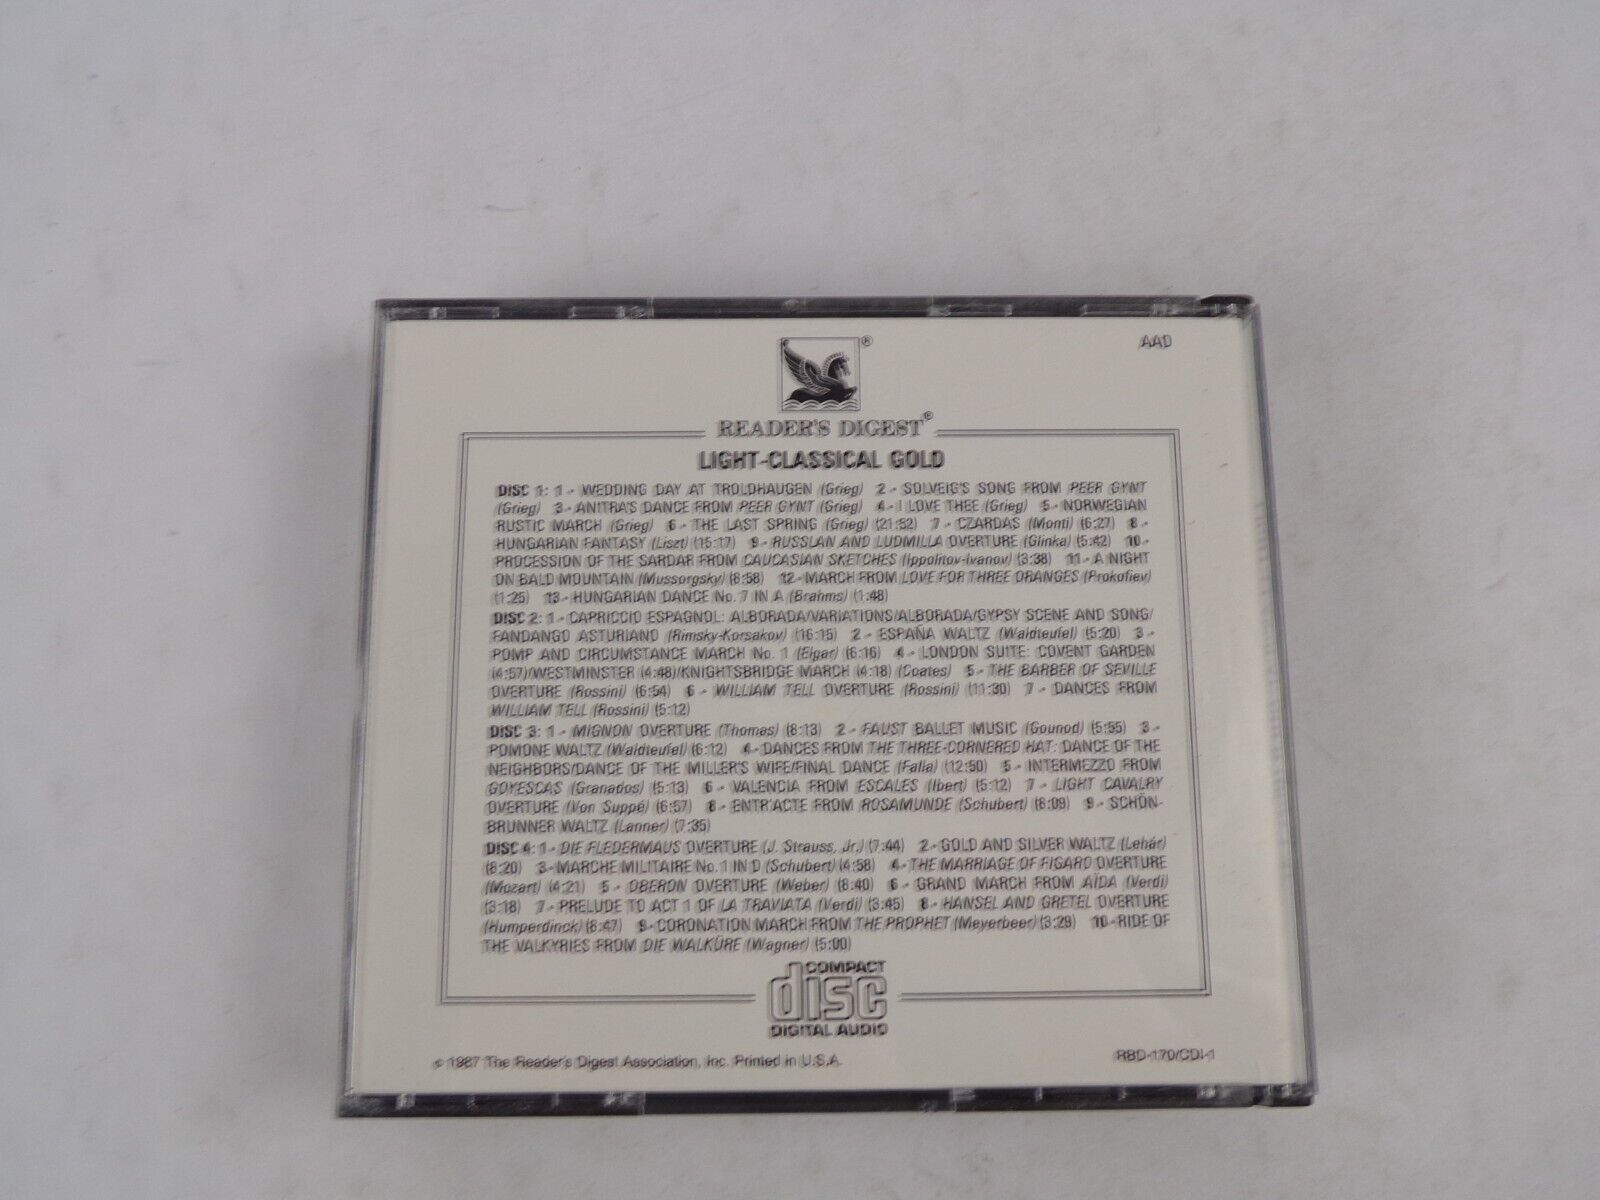 AAD
®
READER'S DIGEST®
LIGHT-CLASSICAL GOLD
DISC 1: 1 - WEDDING DAY AT TROLDHAUGEN (Grieg) 2 - SOLVEIG'S SONG FROM PEER GYNT
(Grieg) 3 - ANITRA'S DANCE FROM PEER GYNT (Grieg) 4 - I LOVE THEE (Grieg) 5 - NORWEGIAN
RUSTIC MARCH (Grieg) 6 - THE LAST SPRING (Grieg) (21:52) 7 - CZARDAS (Monti) (6:27) 8 -
HUNGARIAN FANTASY (Liszt) (15:17) 9 - RUSSLAN AND LUDMILLA OVERTURE (Glinka) (5:42) 10 -
PROCESSION OF THE SARDAR FROM CAUCASIAN SKETCHES (Ippolitov-Ivanov) (3:38) 11 - A NIGHT
ON BALD MOUNTAIN (Mussorgsky) (8:58) 12 - MARCH FROM LOVE FOR THREE ORANGES (Prokofiev)
(1:25) 13 - HUNGARIAN DANCE No. 7 IN A (Brahms) (1:48)
DISC 2: 1 - CAPRICCIO ESPAGNOL: ALBORADA/VARIATIONS/ALBORADA/GYPSY SCENE AND SONG/
FANDANGO ASTURIANO (Rimsky-Korsakov) (16:15) 2 - ESPAÑA WALTZ (Waldteufel) (5:20) 3 -
POMP AND CIRCUMSTANCE MARCH No. 1 (Elgar) (6:16) 4 - LONDON SUITE: COVENT GARDEN
(4:57)/WESTMINSTER (4:48)/KNIGHTSBRIDGE MARCH (4:18) (Coates) 5 - THE BARBER OF SEVILLE
OVERTURE (Rossini) (6:54) 6 - WILLIAM TELL OVERTURE (Rossini) (11:30) 7 - DANCES FROM
WILLIAM TELL (Rossini) (5:12)
DISC 3: 1 - MIGNON OVERTURE (Thomas) (8:13) 2 - FAUST BALLET MUSIC (Gounod) (5:55) 3 -
POMONE WALTZ (Waldteufel) (6:12) 4 - DANCES FROM THE THREE-CORNERED HAT: DANCE OF THE
NEIGHBORS/DANCE OF THE MILLER'S WIFE/FINAL DANCE (Falla) (12:50) 5 - INTERMEZZO FROM
GOYESCAS (Granados) (5:13) 6 - VALENCIA FROM ESCALES (Ibert) (5:12) 7 - LIGHT CAVALRY
OVERTURE (Von Suppé) (6:57) 8 - ENTR'ACTE FROM ROSAMUNDE (Schubert) (6:09) 9 - SCHÖN-
BRUNNER WALTZ (Lanner) (7:35)
DISC 4: 1 - DIE FLEDERMAUS OVERTURE (J. Strauss, Jr.) (7:44) 2 - GOLD AND SILVER WALTZ (Lehár)
(8:20) 3 - MARCHE MILITAIRE No. 1 IN D (Schubert) (4:58) 4 - THE MARRIAGE OF FIGARO OVERTURE
(Mozart) (4:21) 5 - OBERON OVERTURE (Weber) (8:40) 6 - GRAND MARCH FROM AÏDA (Verdi)
(3:18) 7 - PRELUDE TO ACT 1 OF LA TRAVIATA (Verdi) (3:45) 8 - HANSEL AND GRETEL OVERTURE
(Humperdinck) (8:47) 9 - CORONATION MARCH FROM THE PROPHET (Meyerbeer) (3:29) 10 - RIDE OF
THE VALKYRIES FROM DIE WALKÜRE (Wagner) (5:00)
COMPACT
disc
DIGITAL AUDIO
© 1987 The Reader's Digest Association, Inc. Printed in U.S.A.
RBD-170/CDI-1